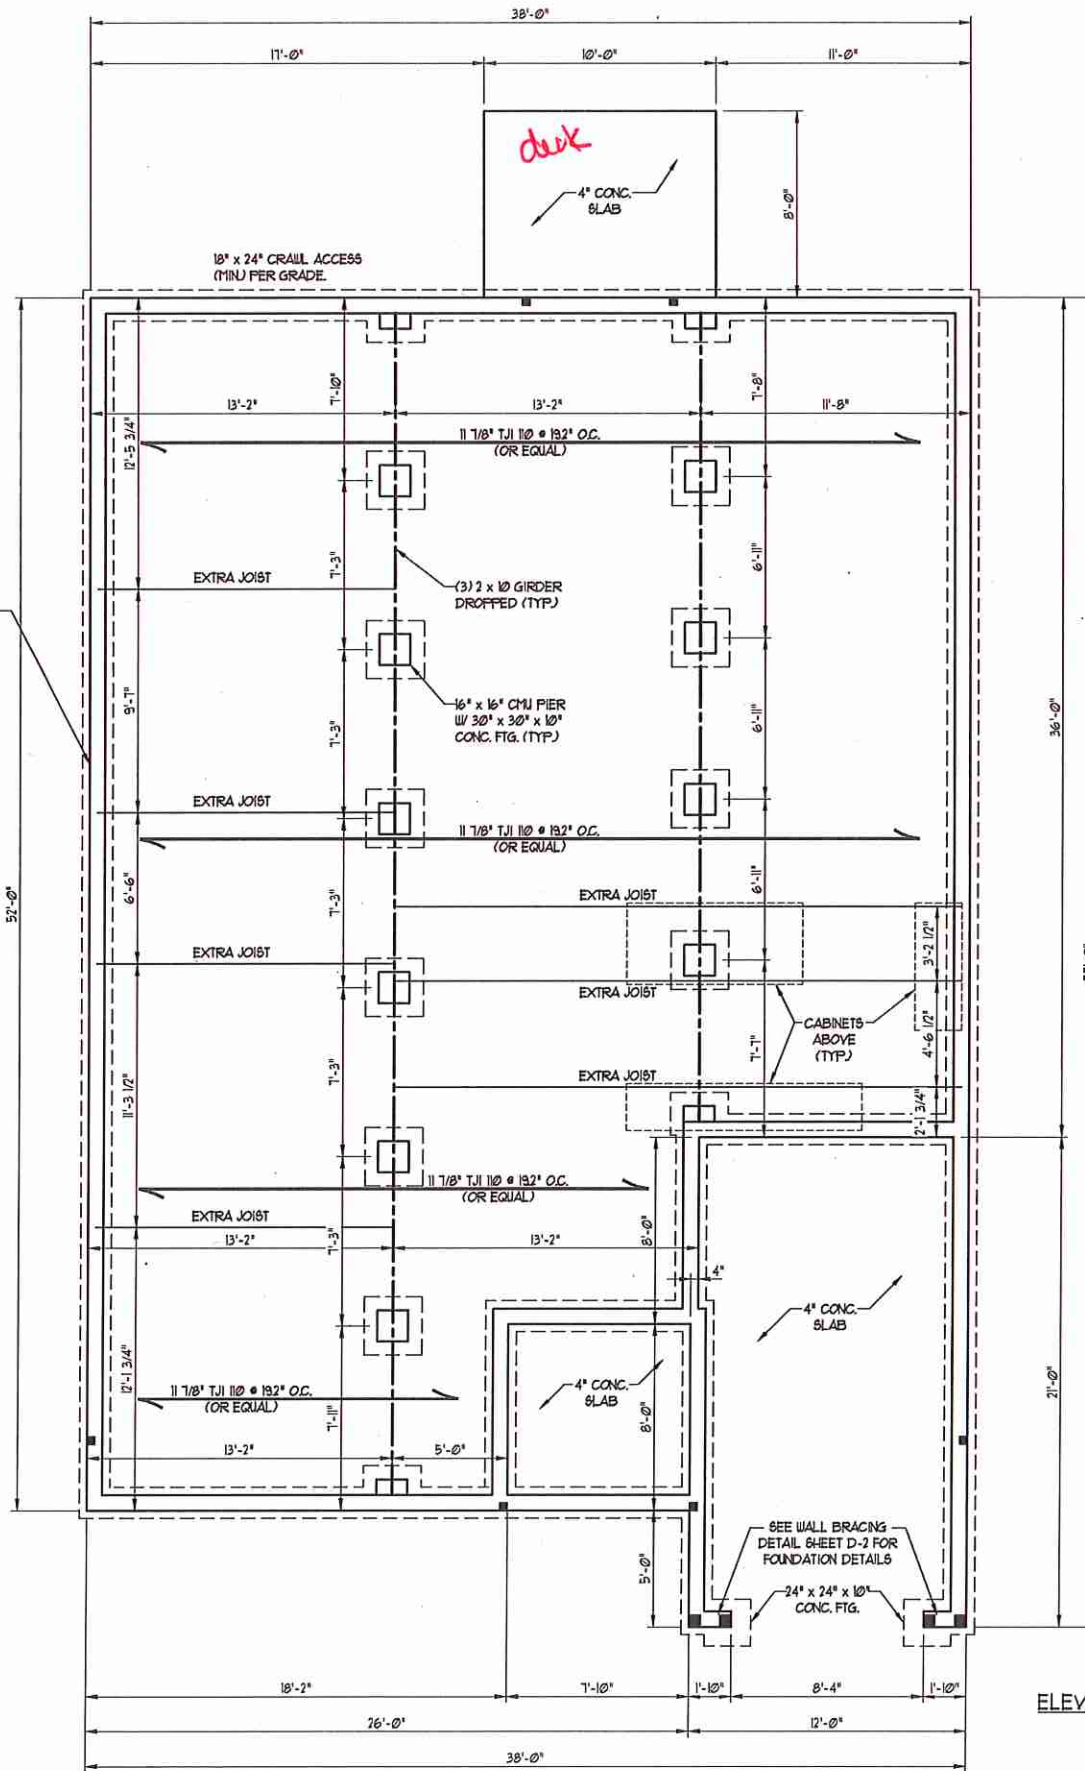 38'-0"
17'-0"
10'-0"
11'-0"
deck
4" CONC.
SLAB
8'-0"
18" x 24" CRAWL ACCESS
(MIN.) PER GRADE.
7'-10"
7'-8"
13'-2"
13'-2"
11'-8"
12'-5 3/4"
11 7/8" TJI 110 @ 19.2" O.C.
(OR EQUAL)
EXTRA JOIST
7'-3"
6'-11"
(3) 2 x 10 GIRDER
DROPPED (TYP.)
16" x 16" CMU PIER
W/ 30" x 30" x 10"
CONC. FTG. (TYP.)
9'-7"
7'-3"
6'-11"
36'-0"
EXTRA JOIST
11 7/8" TJI 110 @ 19.2" O.C.
(OR EQUAL)
52'-0"
6'-6"
7'-3"
6'-11"
EXTRA JOIST
3'-2 1/2"
EXTRA JOIST
EXTRA JOIST
CABINETS
ABOVE
(TYP.)
4'-6 1/2"
7'-7"
7'-3"
EXTRA JOIST
2'-1 3/4"
11'-3 1/2"
11 7/8" TJI 110 @ 19.2" O.C.
(OR EQUAL)
EXTRA JOIST
13'-2"
7'-3"
13'-2"
8'-0"
4"
4" CONC.
SLAB
12'-1 3/4"
11 7/8" TJI 110 @ 19.2" O.C.
(OR EQUAL)
7'-11"
4" CONC.
SLAB
8'-0"
21'-0"
13'-2"
5'-0"
SEE WALL BRACING
DETAIL SHEET D-2 FOR
FOUNDATION DETAILS
5'-0"
24" x 24" x 10"
CONC. FTG.
18'-2"
7'-10"
1'-10"
8'-4"
1'-10"
26'-0"
12'-0"
38'-0"
ELEV